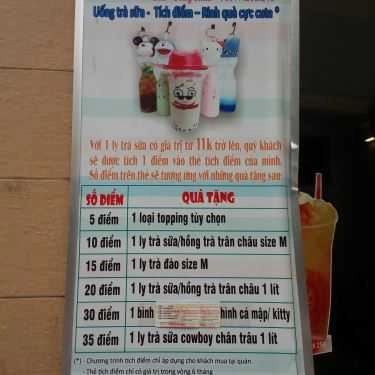 Uống trà sữa - Tích điểm - Rinh quà cực cute
Với 1 ly trà sữa có giá trị từ 11k trở lên, quý khách
sẽ được tích 1 điểm vào thẻ tích điểm của mình.
Số điểm trên thẻ sẽ tương ứng với những quà tặng sau
SỐ ĐIỂM QUÀ TẶNG
5 điểm 1 loại topping tùy chọn
10 điểm 1 ly trà sữa/hồng trà trân châu size M
15 điểm 1 ly trà đào size M
20 điểm 1 ly trà sữa/hồng trà trân châu 1 lít
30 điểm 1 bình hình cá mập/ kitty
35 điểm 1 ly trà sữa cowboy chân trâu 1 lít
(*) - Chương trình tích điểm chỉ áp dụng cho khách mua tại quán.
- Thẻ tích điểm chỉ có giá trị trong vòng 6 tháng